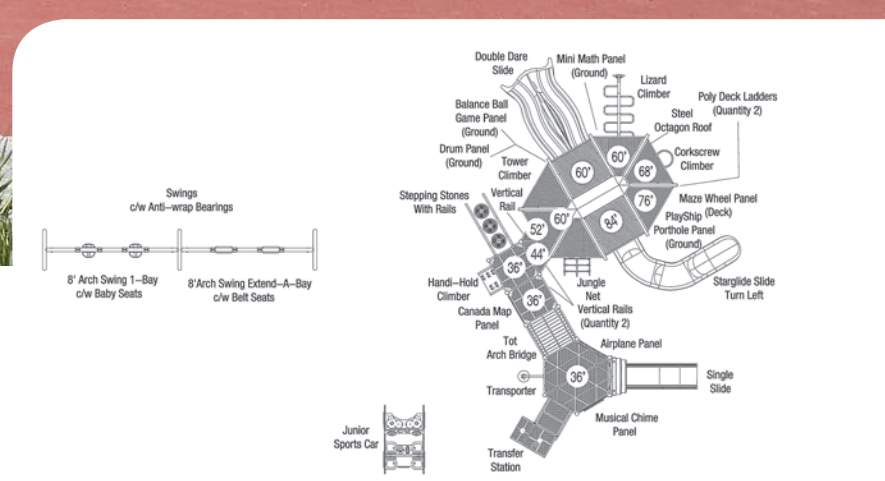 Double Dare
Slide
Mini Math Panel
(Ground)
Lizard
Climber
Poly Deck Ladders
(Quantity 2)
Steel
Octagon Roof
Balance Ball
Game Panel
(Ground)
Drum Panel
(Ground)
Tower
Climber
Corkscrew
Climber
60"
60"
68"
76"
84"
60"
52"
44"
36"
36"
36"
Maze Wheel Panel
(Deck)
PlayShip
Porthole Panel
(Ground)
Stepping Stones
With Rails
Vertical
Rail
Swings
c/w Anti–wrap Bearings
8' Arch Swing 1–Bay
c/w Baby Seats
8'Arch Swing Extend–A–Bay
c/w Belt Seats
Handi–Hold
Climber
Canada Map
Panel
Jungle
Net
Vertical Rails
(Quantity 2)
Starglide Slide
Turn Left
Tot
Arch Bridge
Airplane Panel
Transporter
Single
Slide
Musical Chime
Panel
Junior
Sports Car
Transfer
Station